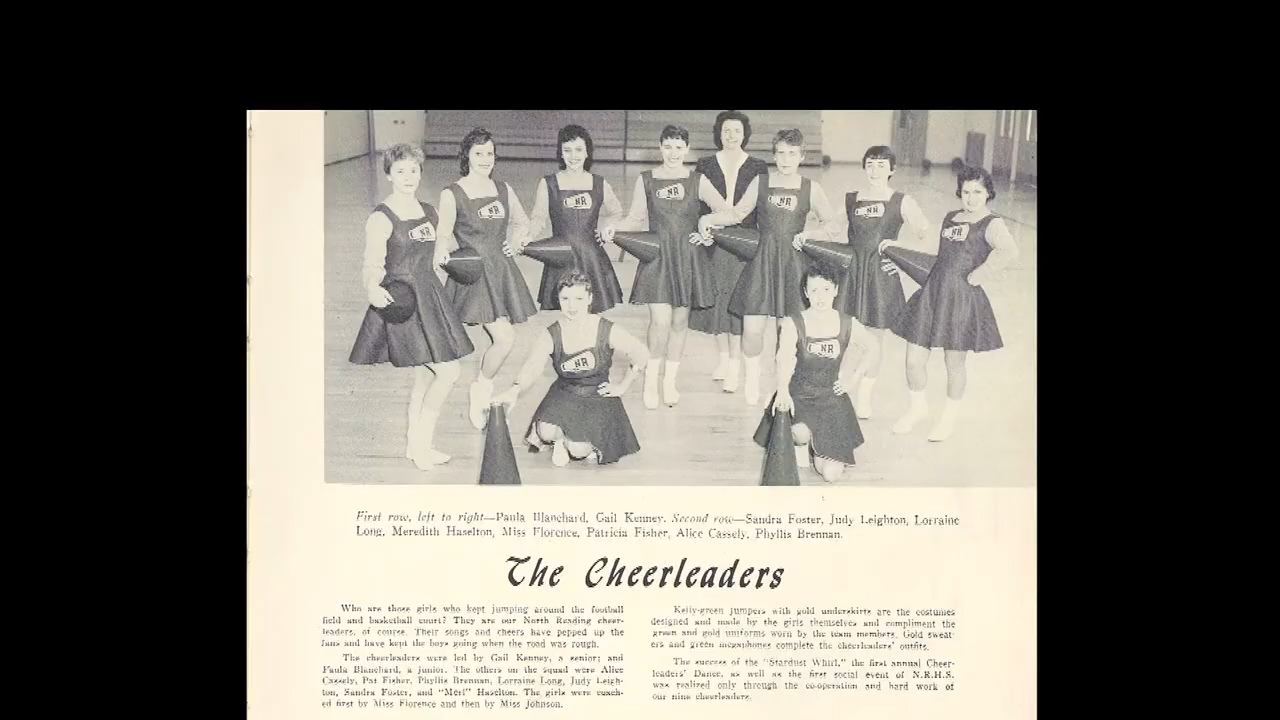 NR NR NR NR NR NR NR
NR NR
First row, left to right—Paula Blanchard, Gail Kenney. Second row—Sandra Foster, Judy Leighton, Lorraine
Long, Meredith Haselton, Miss Florence, Patricia Fisher, Alice Cassely, Phyllis Brennan.
The Cheerleaders
Who are those girls who kept jumping around the football
field and basketball court? They are our North Reading cheer-
leaders, of course. Their songs and cheers have pepped up the
fans and have kept the boys going when the road was rough.
The cheerleaders were led by Gail Kenney, a senior; and
Paula Blanchard, a junior. The others on the squad were Alice
Cassely, Pat Fisher, Phyllis Brennan, Lorraine Long, Judy Leigh-
ton, Sandra Foster, and "Meri" Haselton. The girls were coach-
ed first by Miss Florence and then by Miss Johnson.
Kelly-green jumpers with gold underskirts are the costumes
designed and made by the girls themselves and compliment the
green and gold uniforms worn by the team members. Gold sweat-
ers and green megaphones complete the cheerleaders' outfits.
The success of the "Stardust Whirl," the first annual Cheer-
leaders' Dance, as well as the first social event of N.R.H.S.
was realized only through the co-operation and hard work of
our nine cheerleaders.